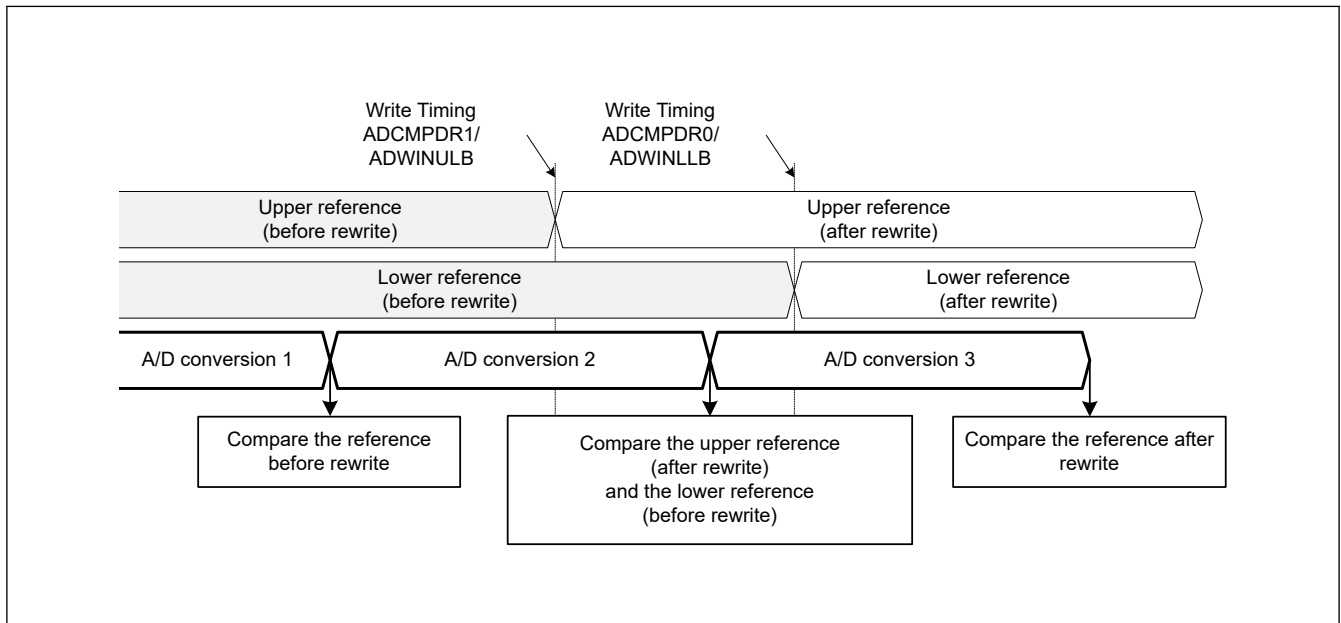 Write Timing
ADCMPDR1/
ADWINULB
Write Timing
ADCMPDR0/
ADWINLLB
Upper reference
(before rewrite)
Upper reference
(after rewrite)
Lower reference
(before rewrite)
Lower reference
(after rewrite)
A/D conversion 1
A/D conversion 2
A/D conversion 3
Compare the reference
before rewrite
Compare the upper reference
(after rewrite)
and the lower reference
(before rewrite)
Compare the reference after
rewrite